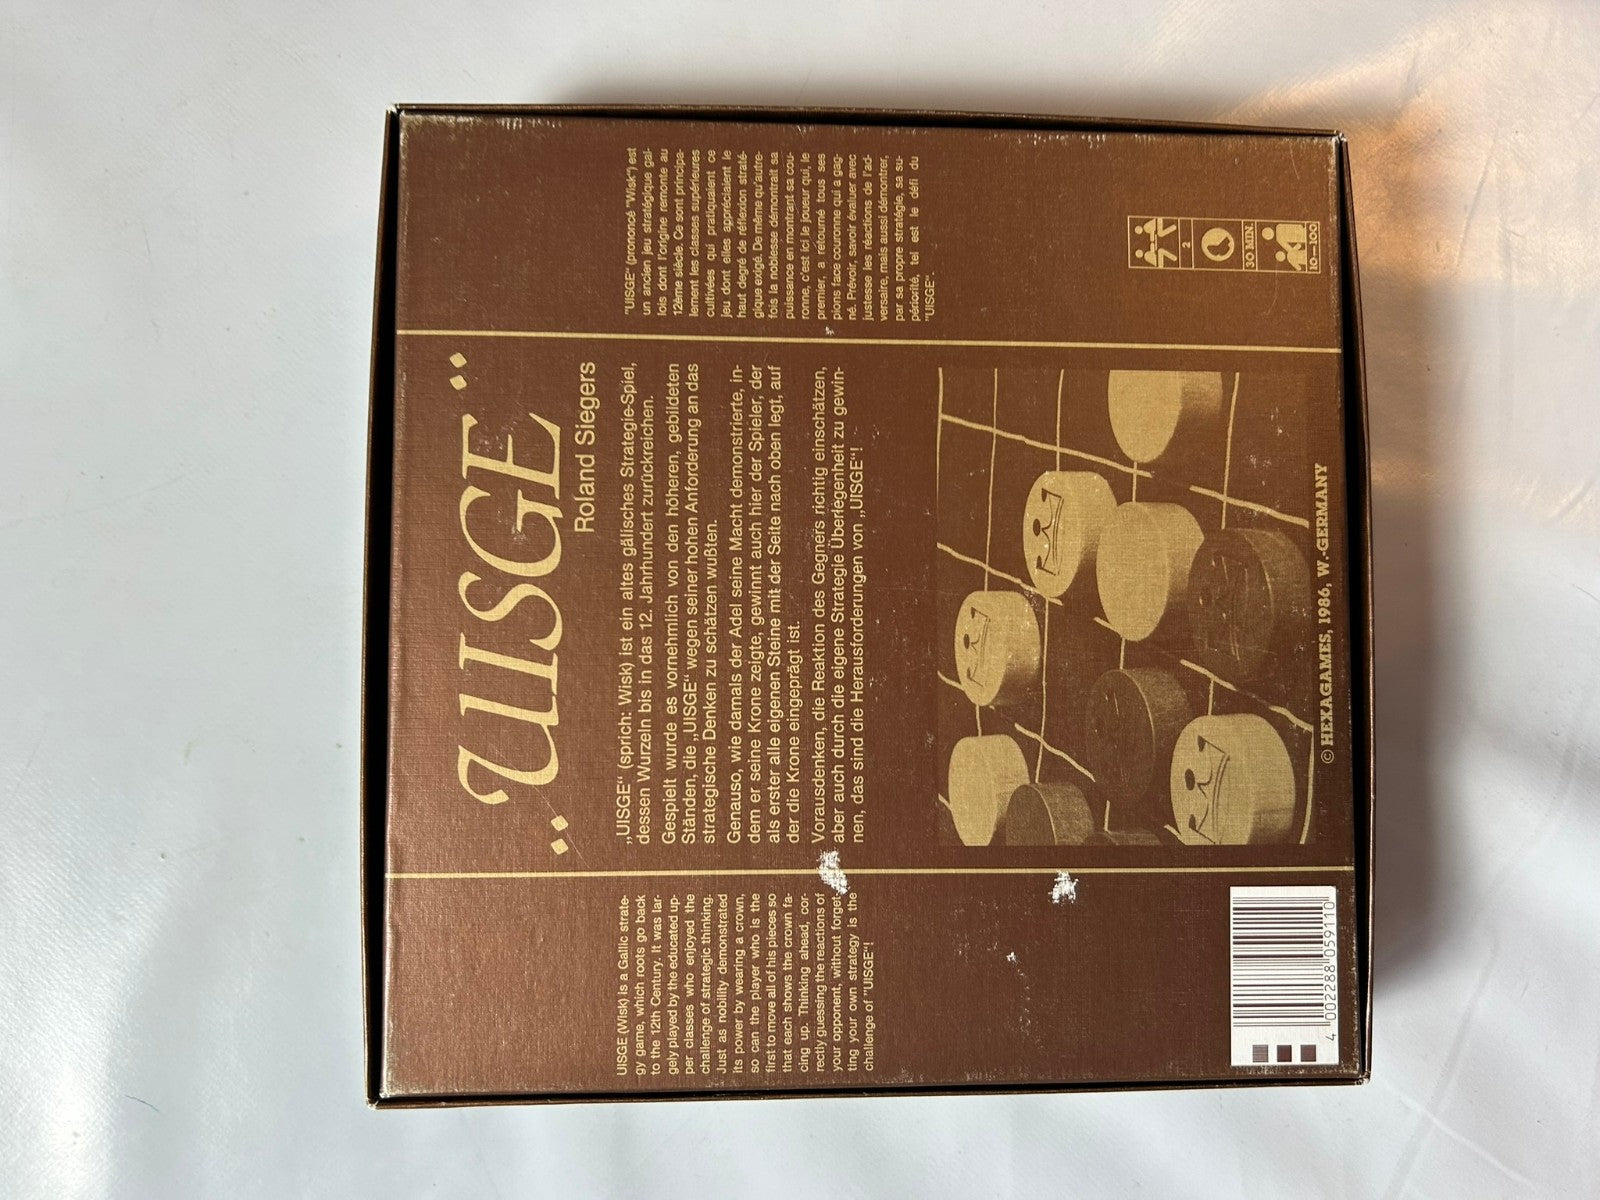 „UISGE“
Roland Siegers
UISGE (Wisk) is a Gallic strate-
gy game, which roots go back
to the 12th Century. It was lar-
gely played by the educated up-
per classes who enjoyed the
challenge of strategic thinking.
Just as nobility demonstrated
its power by wearing a crown,
so can the player who is the
first to move all of his pieces so
that each shows the crown fa-
cing up. Thinking ahead, cor-
rectly guessing the reactions of
your opponent, without forget-
ting your own strategy is the
challenge of "UISGE"!
„UISGE“ (sprich: Wisk) ist ein altes gälisches Strategie-Spiel,
dessen Wurzeln bis in das 12. Jahrhundert zurückreichen.
Gespielt wurde es vornehmlich von den höheren, gebildeten
Ständen, die „UISGE“ wegen seiner hohen Anforderung an das
strategische Denken zu schätzen wußten.
Genauso, wie damals der Adel seine Macht demonstrierte, in-
dem er seine Krone zeigte, gewinnt auch hier der Spieler, der
als erster alle eigenen Steine mit der Seite nach oben legt, auf
der die Krone eingeprägt ist.
Vorausdenken, die Reaktion des Gegners richtig einschätzen,
aber auch durch die eigene Strategie Überlegenheit zu gewin-
nen, das sind die Herausforderungen von „UISGE“!
"UISGE" (prononcé "Wisk") est
un ancien jeu stratégique gal-
lois dont l'origine remonte au
12ème siècle. Ce sont principa-
lement les classes supérieures
cultivées qui pratiquaient ce
jeu dont elles appréciaient le
haut degré de réflexion straté-
gique exigé. De même qu'autre-
fois la noblesse démontrait sa
puissance en montrant sa cou-
ronne, c'est ici le joueur qui, le
premier, a retourné tous ses
pions face couronne qui a gag-
né. Prévoir, savoir évaluer avec
justesse les réactions de l'ad-
versaire, mais aussi démontrer,
par sa propre stratégie, sa su-
périorité, tel est le défi du
"UISGE".
2
30 MIN.
10–100
© HEXAGAMES, 1986, W.-GERMANY
4 002288 059110